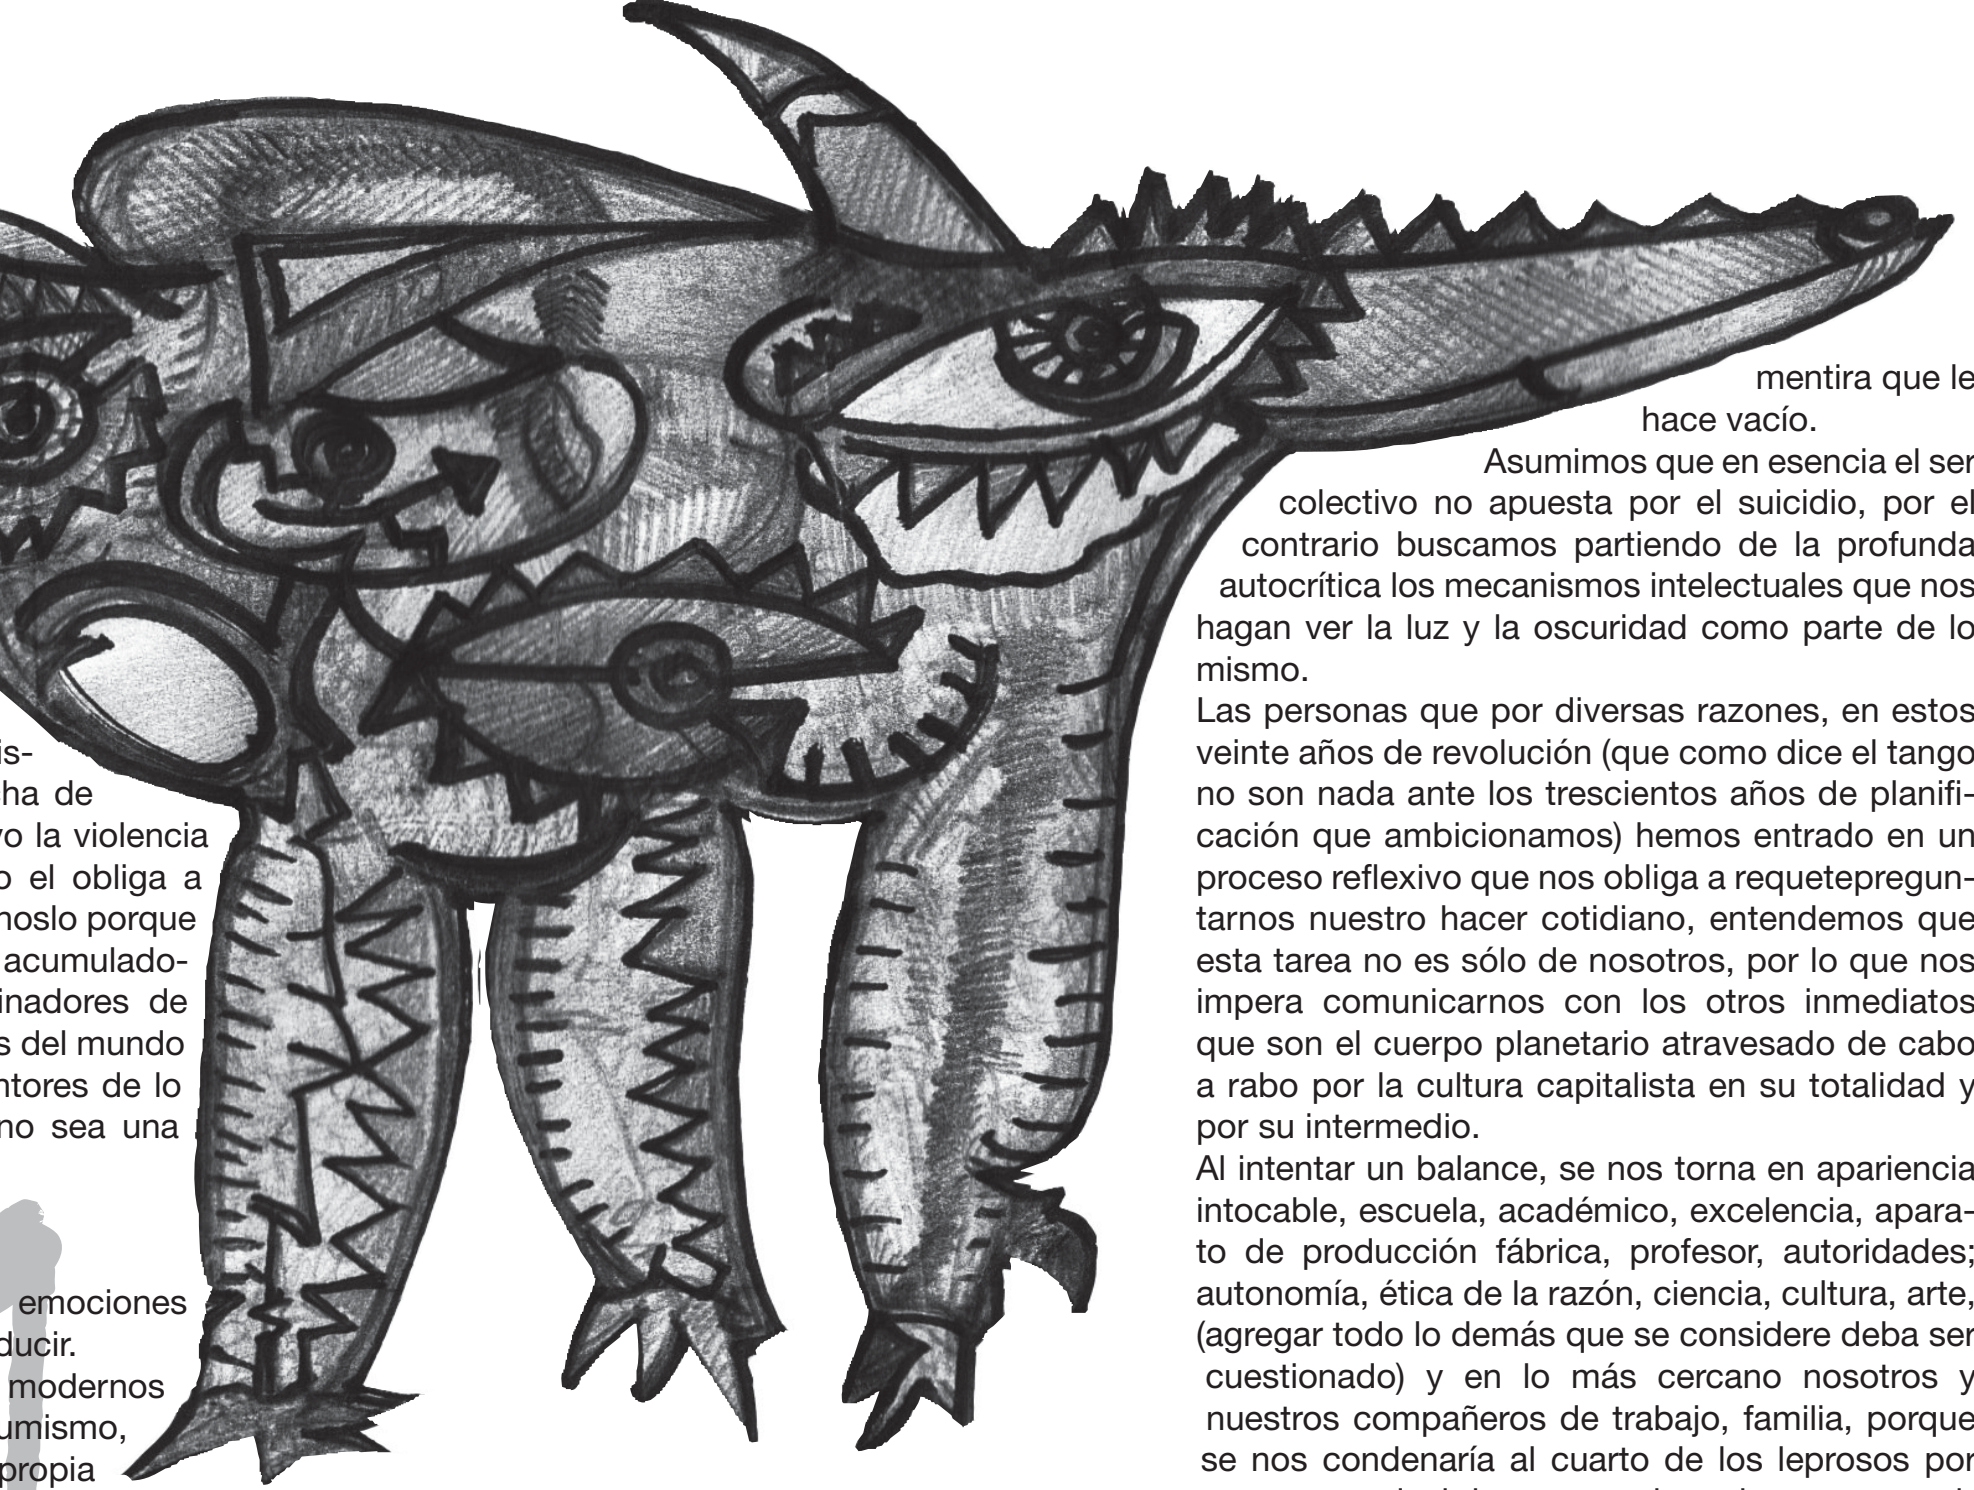 is-
ha de
o la violencia
o el obliga a
noslo porque
acumulado-
inadores de
s del mundo
ntores de lo
no sea una
emociones
ducir.
modernos
umismo,
propia
mentira que le
hace vacío.
Asumimos que en esencia el ser
colectivo no apuesta por el suicidio, por el
contrario buscamos partiendo de la profunda
autocrítica los mecanismos intelectuales que nos
hagan ver la luz y la oscuridad como parte de lo
mismo.
Las personas que por diversas razones, en estos
veinte años de revolución (que como dice el tango
no son nada ante los trescientos años de planifi-
cación que ambicionamos) hemos entrado en un
proceso reflexivo que nos obliga a requetepregun-
tarnos nuestro hacer cotidiano, entendemos que
esta tarea no es sólo de nosotros, por lo que nos
impera comunicarnos con los otros inmediatos
que son el cuerpo planetario atravesado de cabo
a rabo por la cultura capitalista en su totalidad y
por su intermedio.
Al intentar un balance, se nos torna en apariencia
intocable, escuela, académico, excelencia, apara-
to de producción fábrica, profesor, autoridades;
autonomía, ética de la razón, ciencia, cultura, arte,
(agregar todo lo demás que se considere deba ser
cuestionado) y en lo más cercano nosotros y
nuestros compañeros de trabajo, familia, porque
se nos condenaría al cuarto de los leprosos por